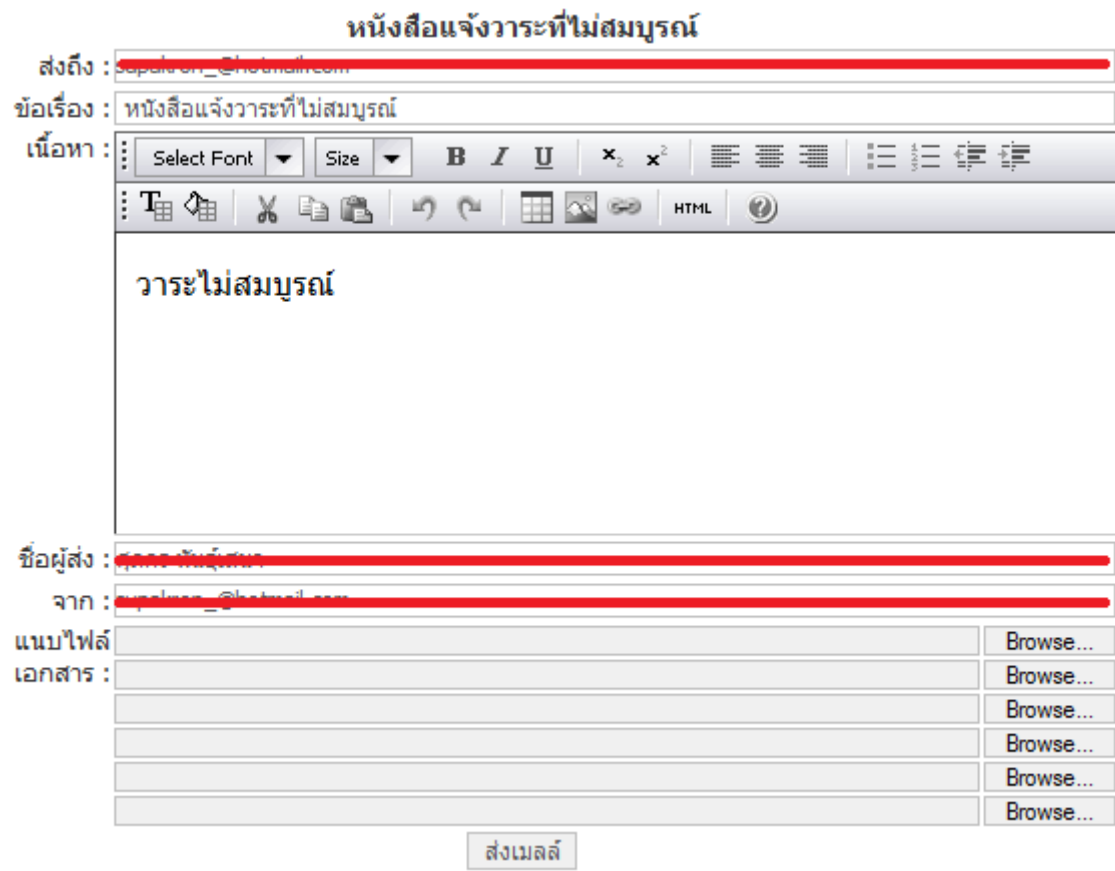 หนังสือแจ้งวาระที่ไม่สมบูรณ์
ส่งถึง :
ข้อเรื่อง : หนังสือแจ้งวาระที่ไม่สมบูรณ์
เนื้อหา : Select Font Size B I U x2 x2
HTML
วาระไม่สมบูรณ์
ชื่อผู้ส่ง :
จาก :
แนบไฟล์ Browse...
เอกสาร : Browse...
Browse...
Browse...
Browse...
Browse...
ส่งเมลล์